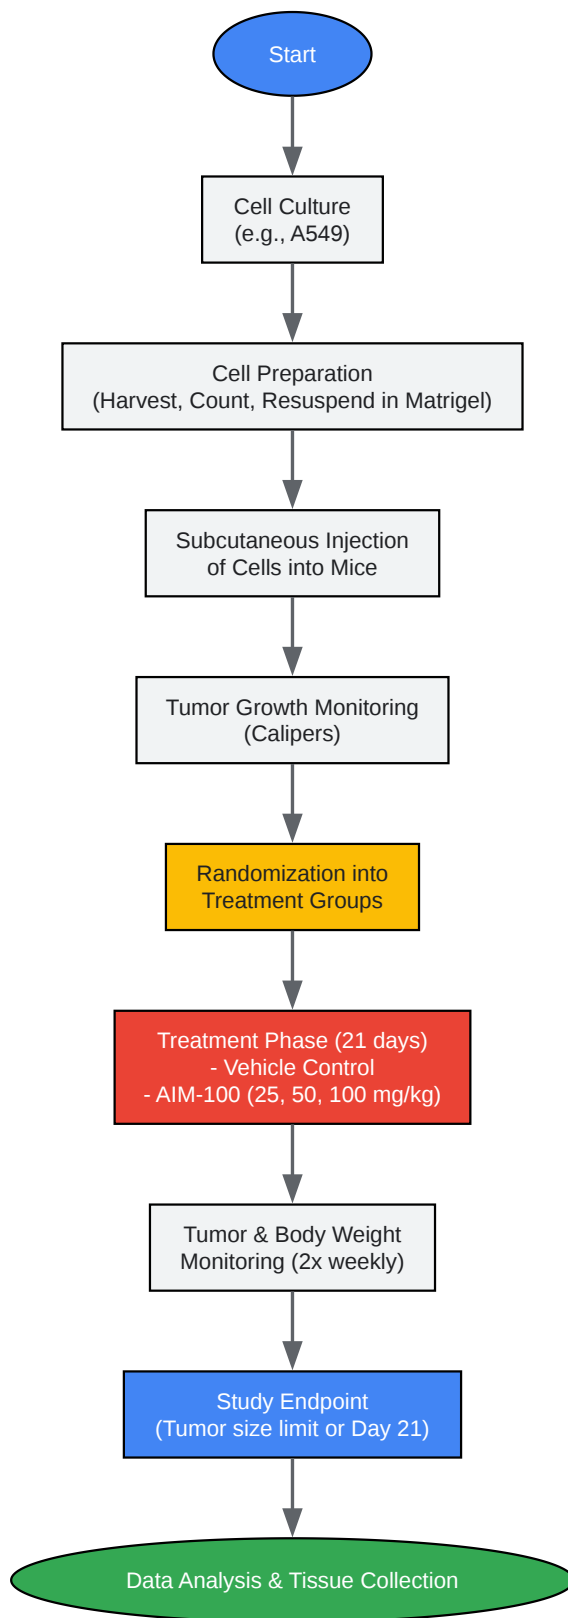 Start
Cell Culture
(e.g., A549)
Cell Preparation
(Harvest, Count, Resuspend in Matrigel)
Subcutaneous Injection
of Cells into Mice
Tumor Growth Monitoring
(Calipers)
Randomization into
Treatment Groups
Treatment Phase (21 days)
- Vehicle Control
- AIM-100 (25, 50, 100 mg/kg)
Tumor & Body Weight
Monitoring (2x weekly)
Study Endpoint
(Tumor size limit or Day 21)
Data Analysis & Tissue Collection